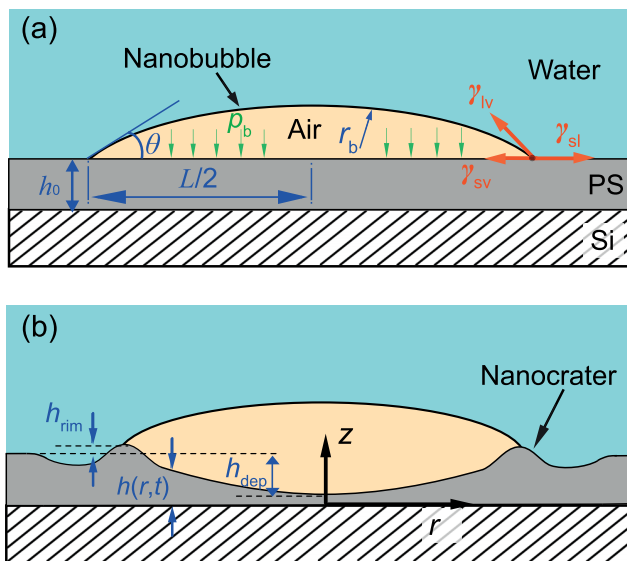 (a)
Nanobubble
Water
γlv
Air
pb
rb
θ
γsl
γsv
h0
L/2
PS
Si
(b)
Nanocrater
hrim
z
hdep
h(r,t)
r